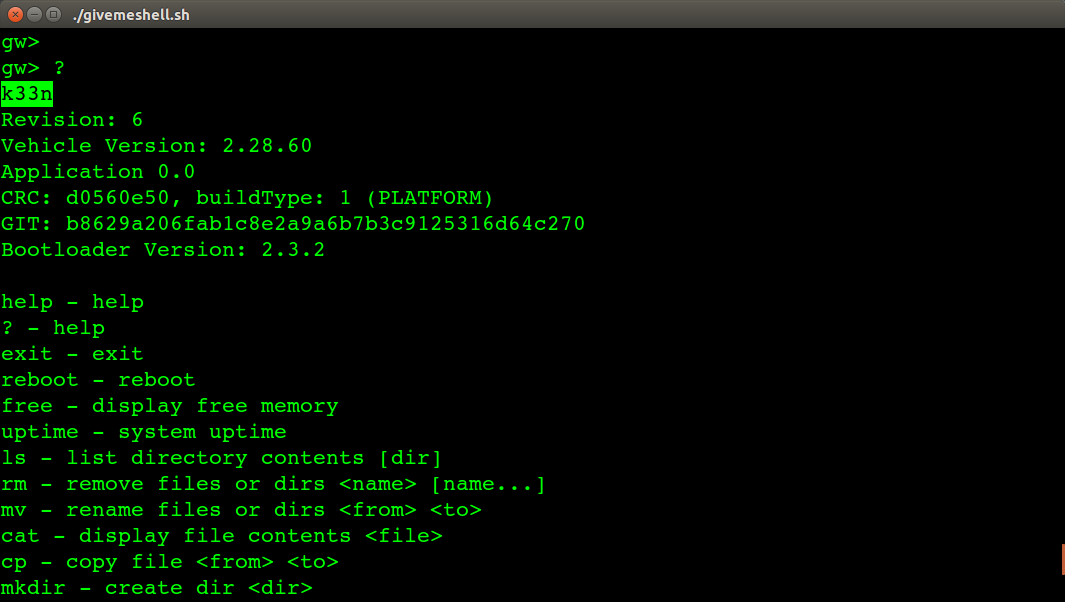 ./givemeshell.sh
gw>
gw> ?
k33n
Revision: 6
Vehicle Version: 2.28.60
Application 0.0
CRC: d0560e50, buildType: 1 (PLATFORM)
GIT: b8629a206fab1c8e2a9a6b7b3c9125316d64c270
Bootloader Version: 2.3.2
help - help
? - help
exit - exit
reboot - reboot
free - display free memory
uptime - system uptime
ls - list directory contents [dir]
rm - remove files or dirs <name> [name...]
mv - rename files or dirs <from> <to>
cat - display file contents <file>
cp - copy file <from> <to>
mkdir - create dir <dir>